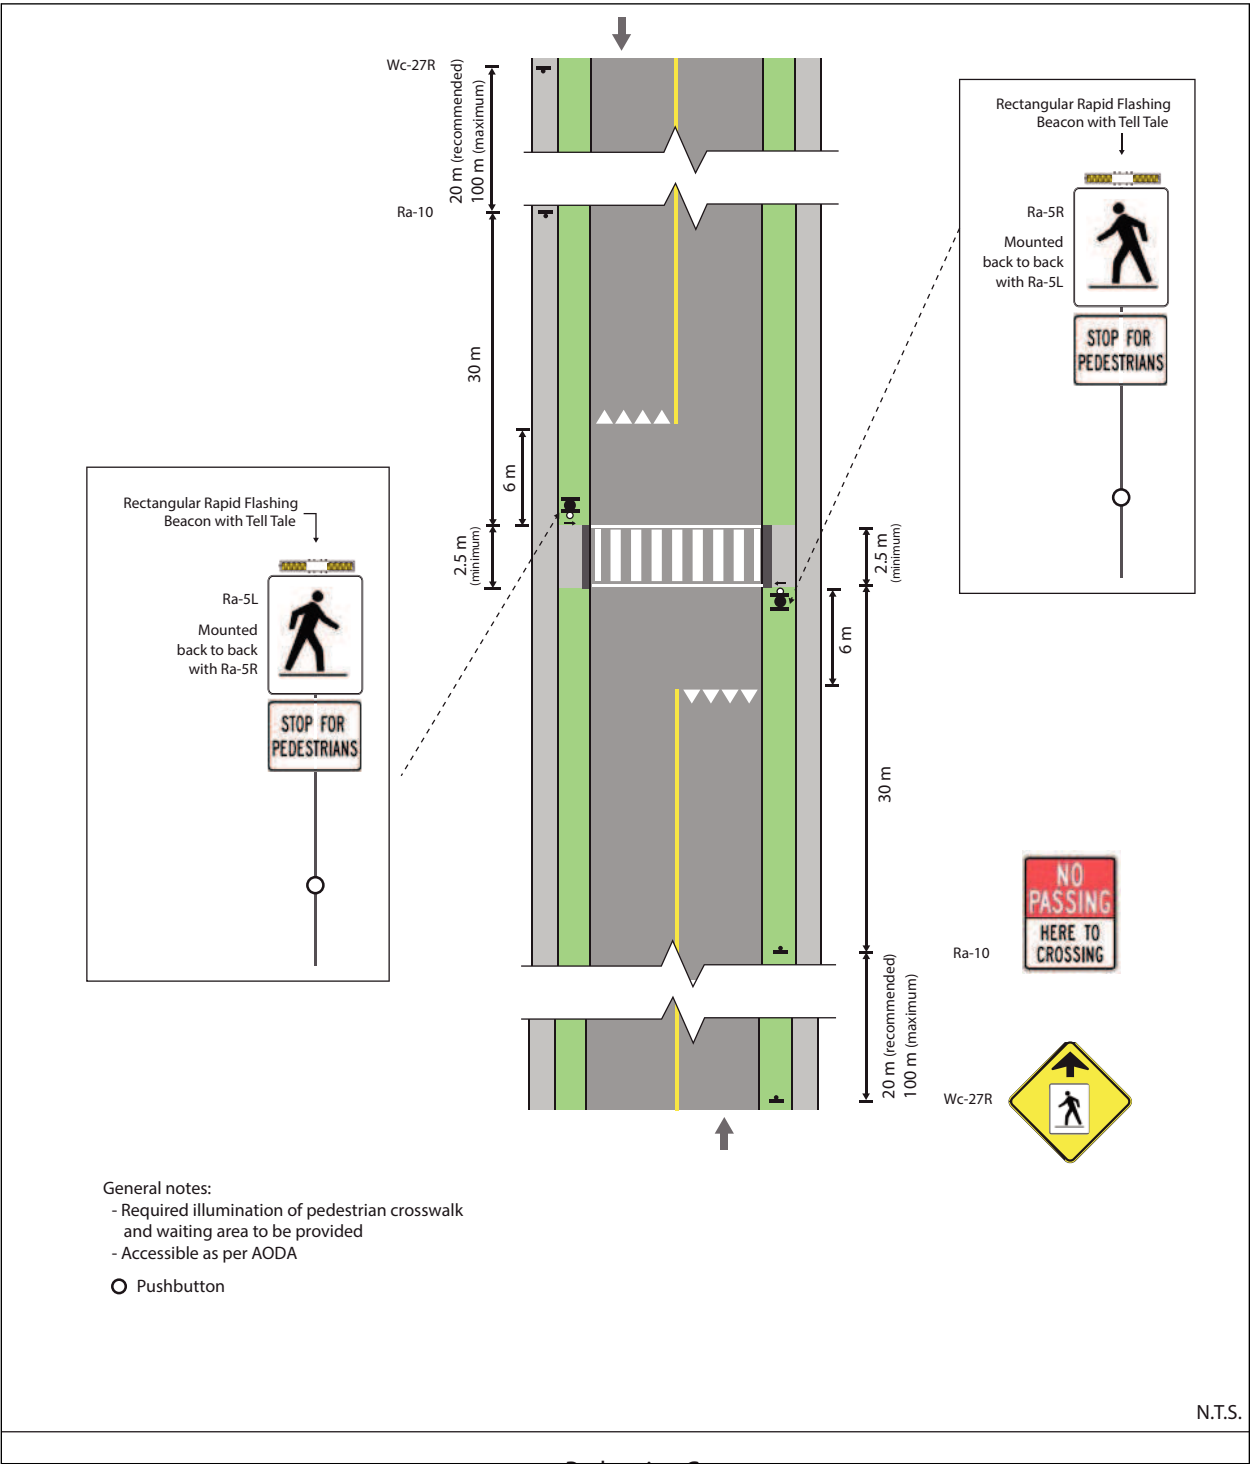 Wc-27R
20 m (recommended)
100 m (maximum)
Ra-10
30 m
6 m
2.5 m
(minimum)
Rectangular Rapid Flashing
Beacon with Tell Tale
Ra-5R
Mounted
back to back
with Ra-5L
STOP FOR
PEDESTRIANS
Rectangular Rapid Flashing
Beacon with Tell Tale
Ra-5L
Mounted
back to back
with Ra-5R
STOP FOR
PEDESTRIANS
2.5 m
(minimum)
6 m
30 m
20 m (recommended)
100 m (maximum)
Ra-10
NO
PASSING
HERE TO
CROSSING
Wc-27R
General notes:
- Required illumination of pedestrian crosswalk
and waiting area to be provided
- Accessible as per AODA
Pushbutton
N.T.S.